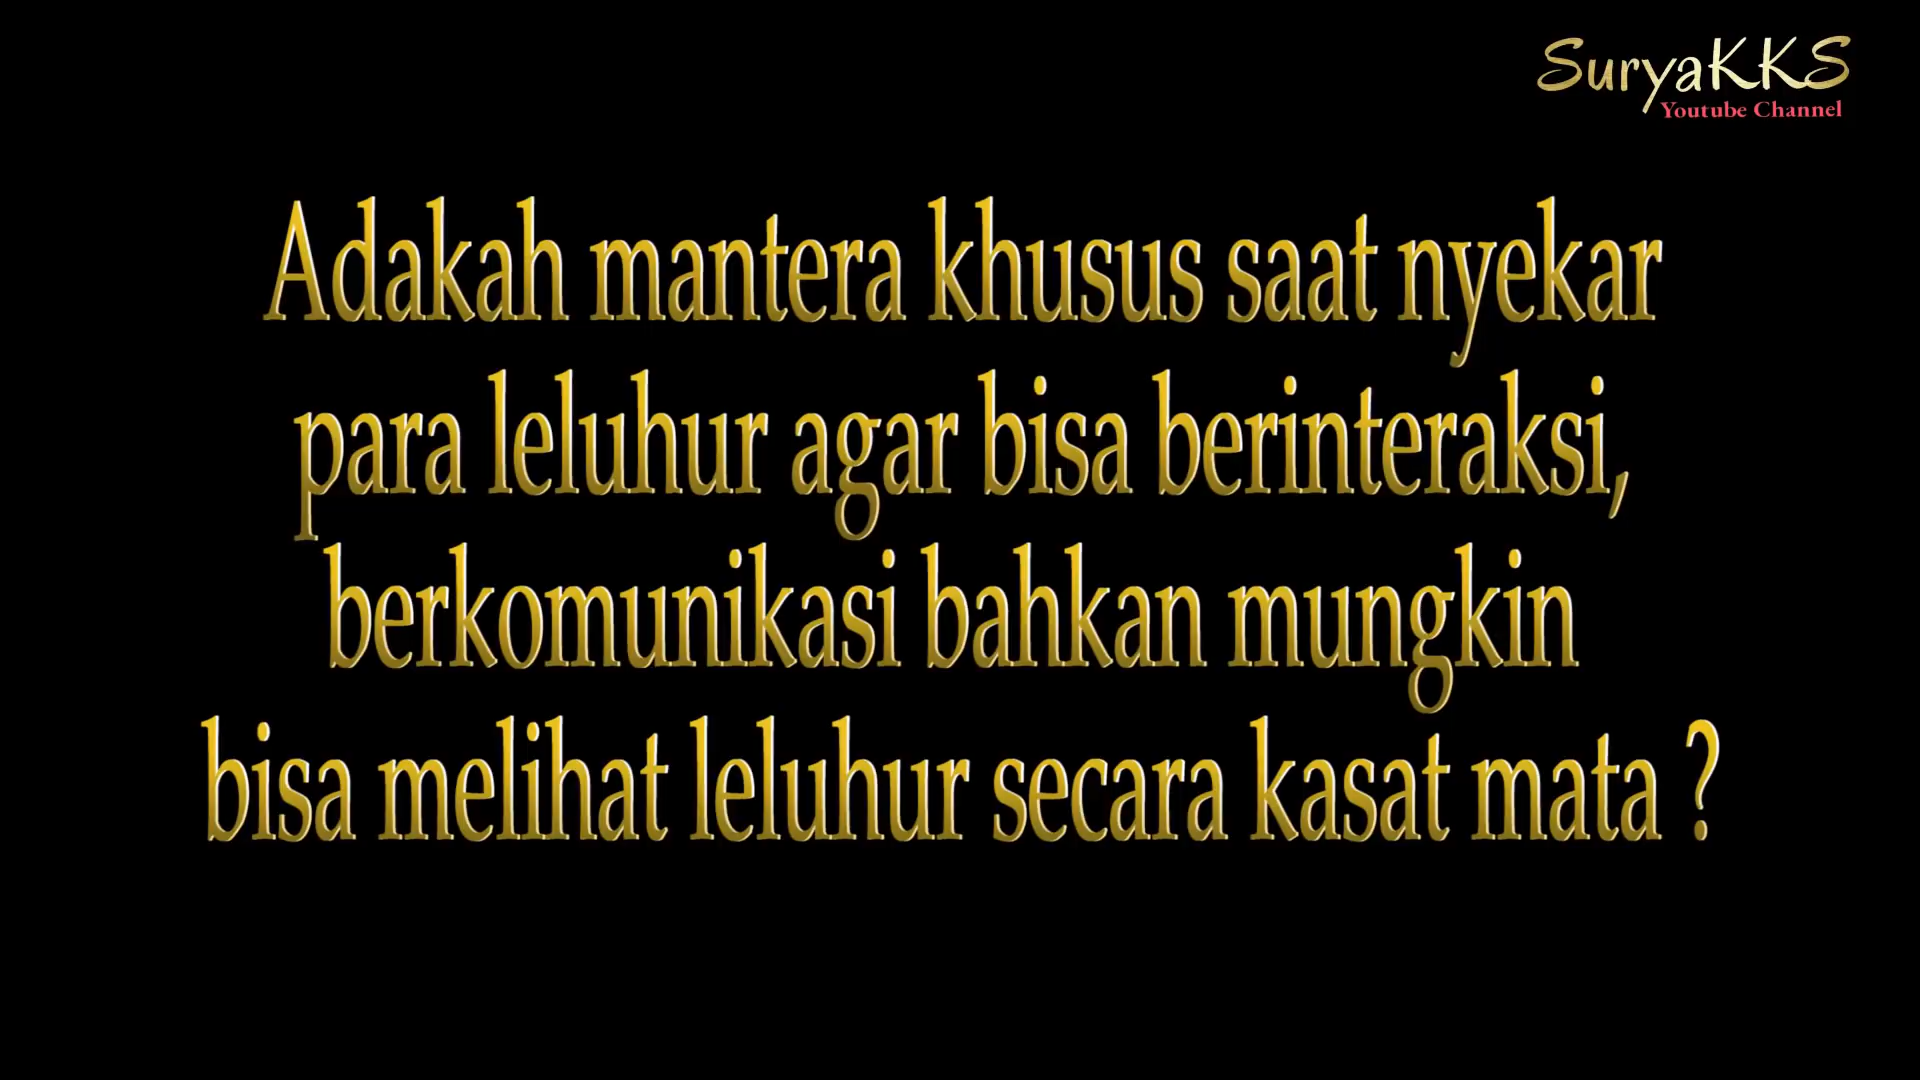 SuryaKKS
Youtube Channel
Adakah mantera khusus saat nyekar
para leluhur agar bisa berinteraksi,
berkomunikasi bahkan mungkin
bisa melihat leluhur secara kasat mata ?